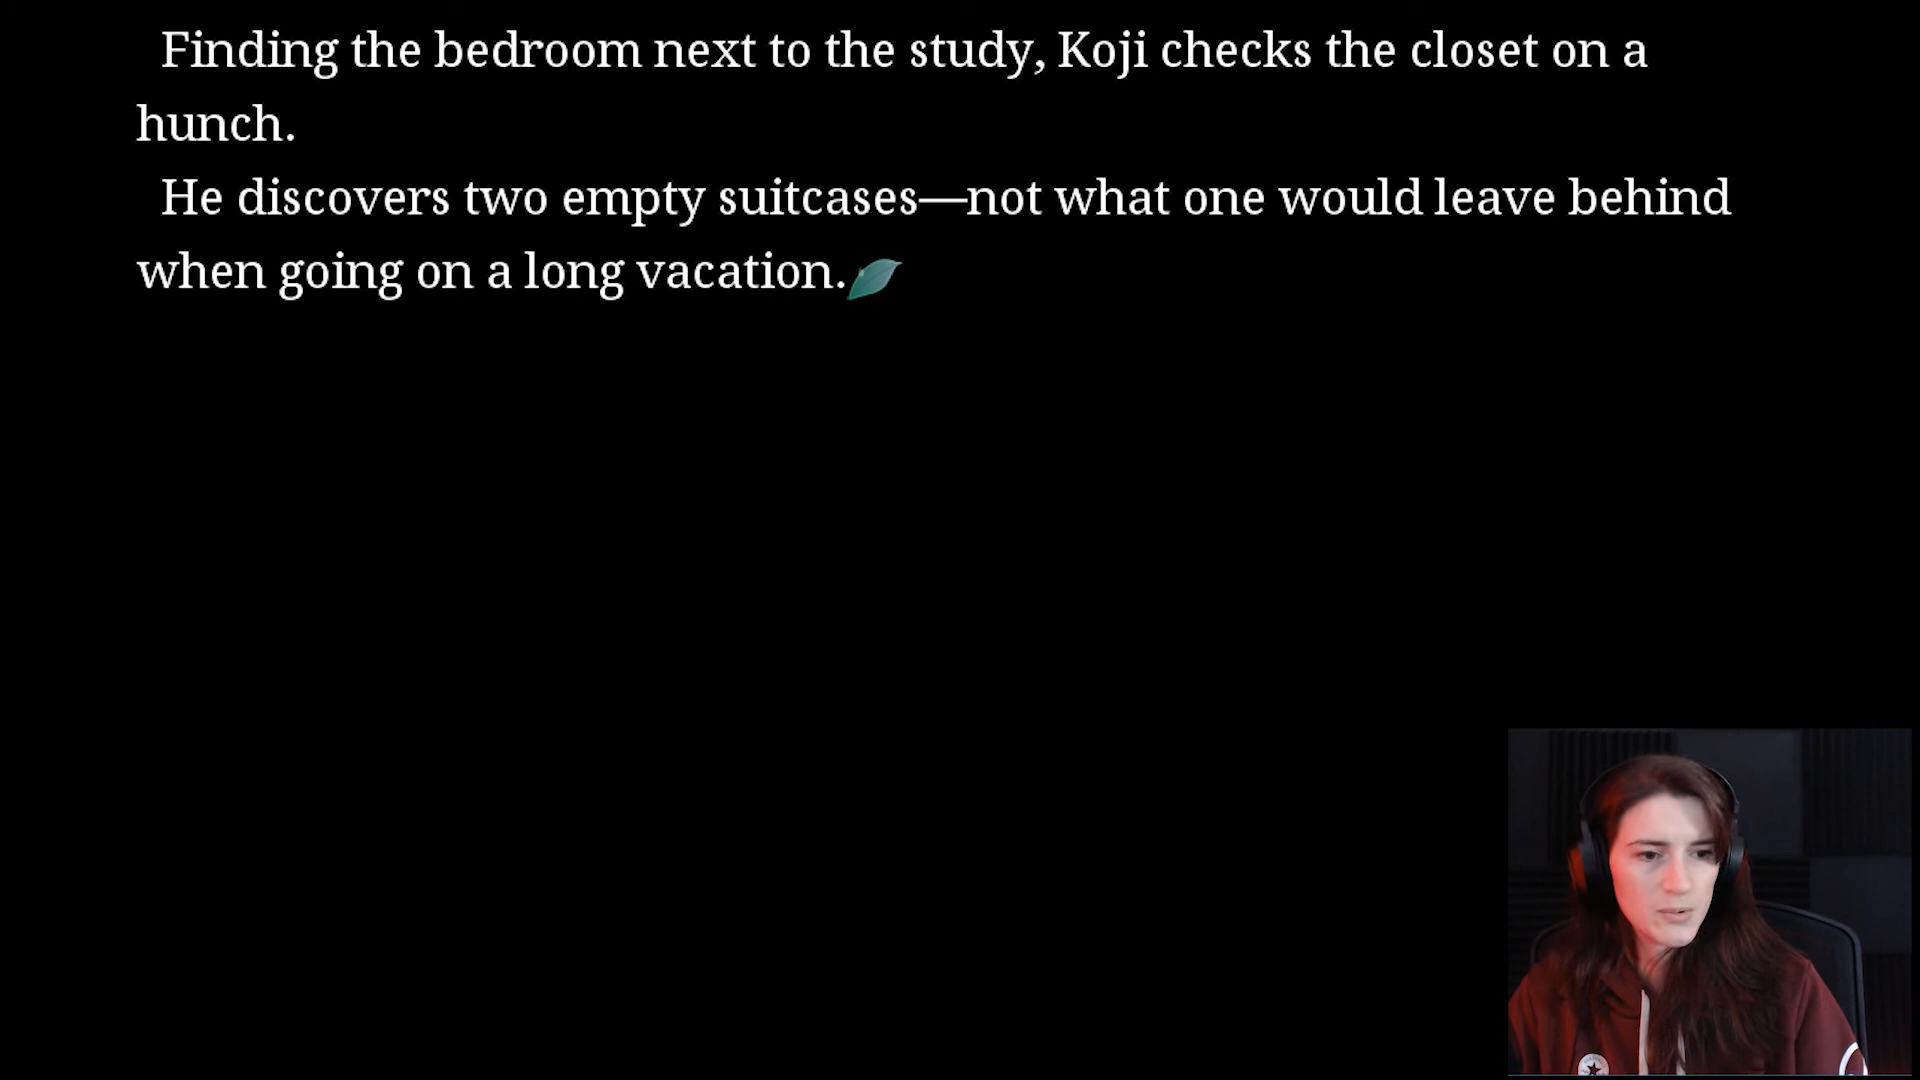 Finding the bedroom next to the study, Koji checks the closet on a
hunch.
He discovers two empty suitcases—not what one would leave behind
when going on a long vacation.